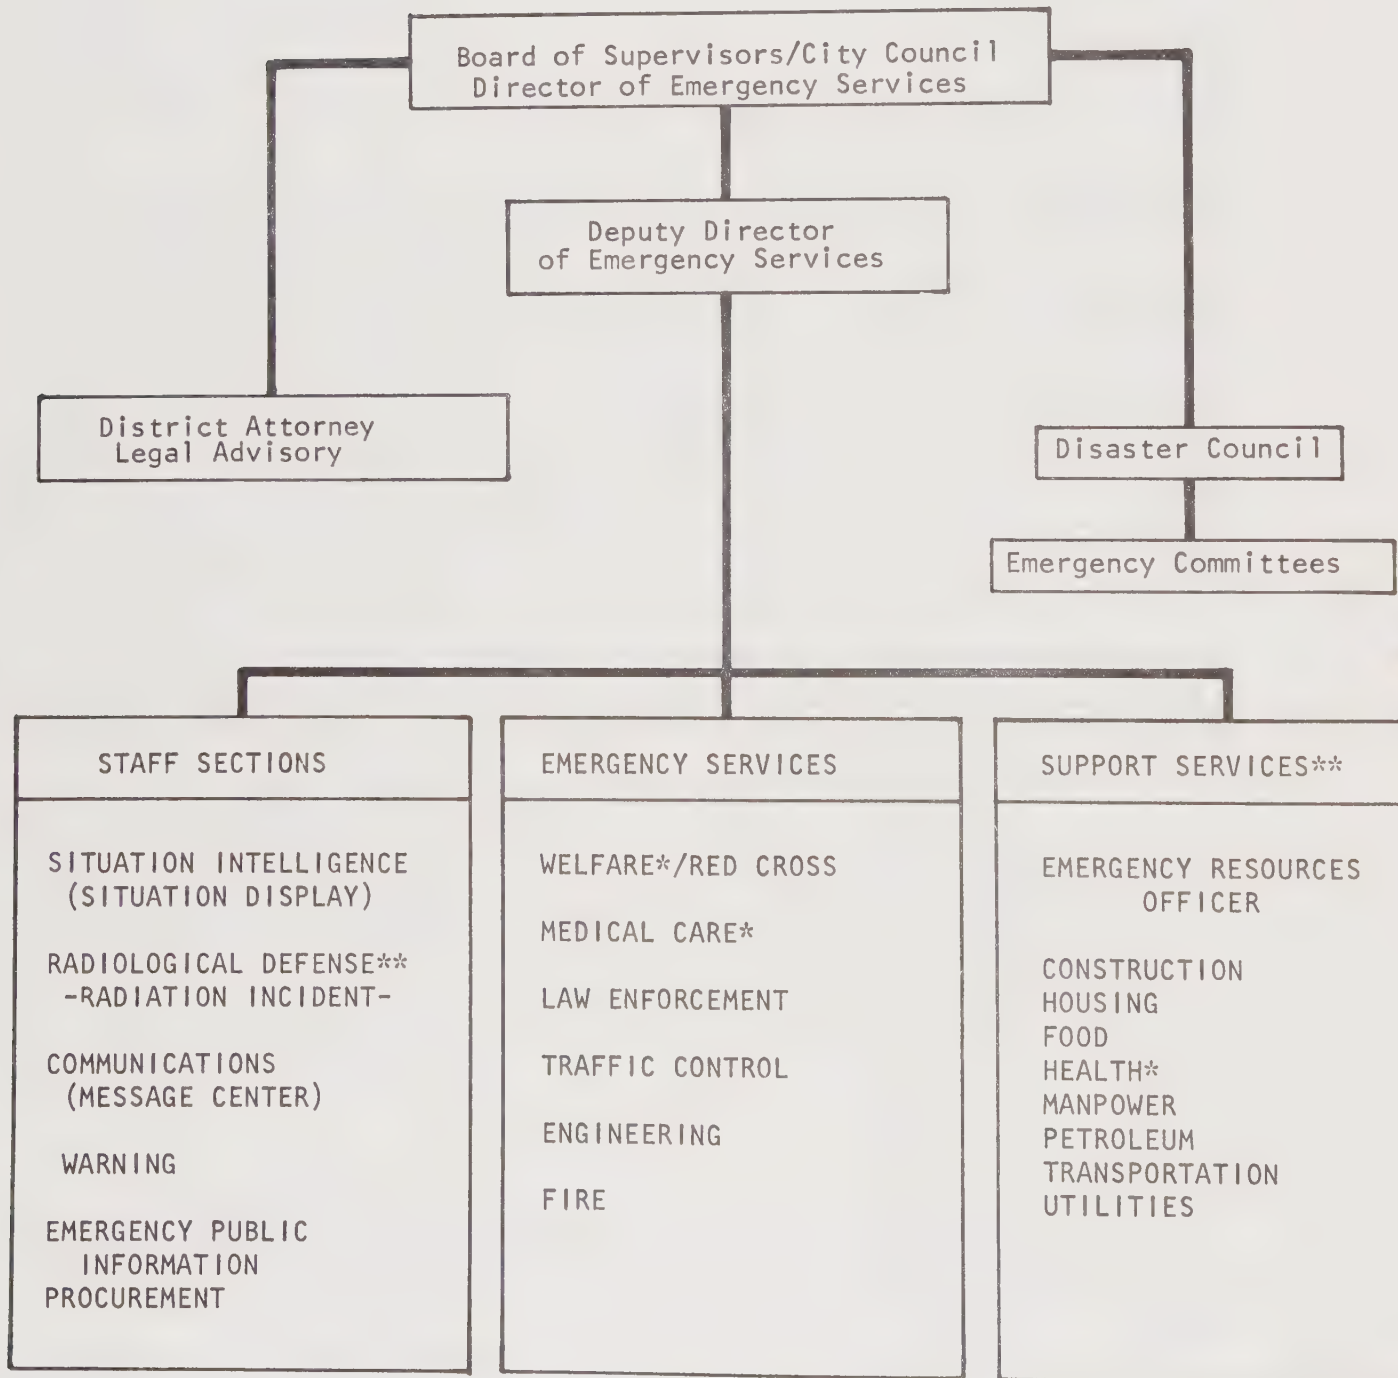 Board of Supervisors/City Council
Director of Emergency Services
Deputy Director
of Emergency Services
District Attorney
Legal Advisory
Disaster Council
Emergency Committees
STAFF SECTIONS
SITUATION INTELLIGENCE
(SITUATION DISPLAY)
RADIOLOGICAL DEFENSE**
-RADIATION INCIDENT-
COMMUNICATIONS
(MESSAGE CENTER)
WARNING
EMERGENCY PUBLIC
INFORMATION
PROCUREMENT
EMERGENCY SERVICES
WELFARE*/RED CROSS
MEDICAL CARE*
LAW ENFORCEMENT
TRAFFIC CONTROL
ENGINEERING
FIRE
SUPPORT SERVICES**
EMERGENCY RESOURCES
OFFICER
CONSTRUCTION
HOUSING
FOOD
HEALTH*
MANPOWER
PETROLEUM
TRANSPORTATION
UTILITIES